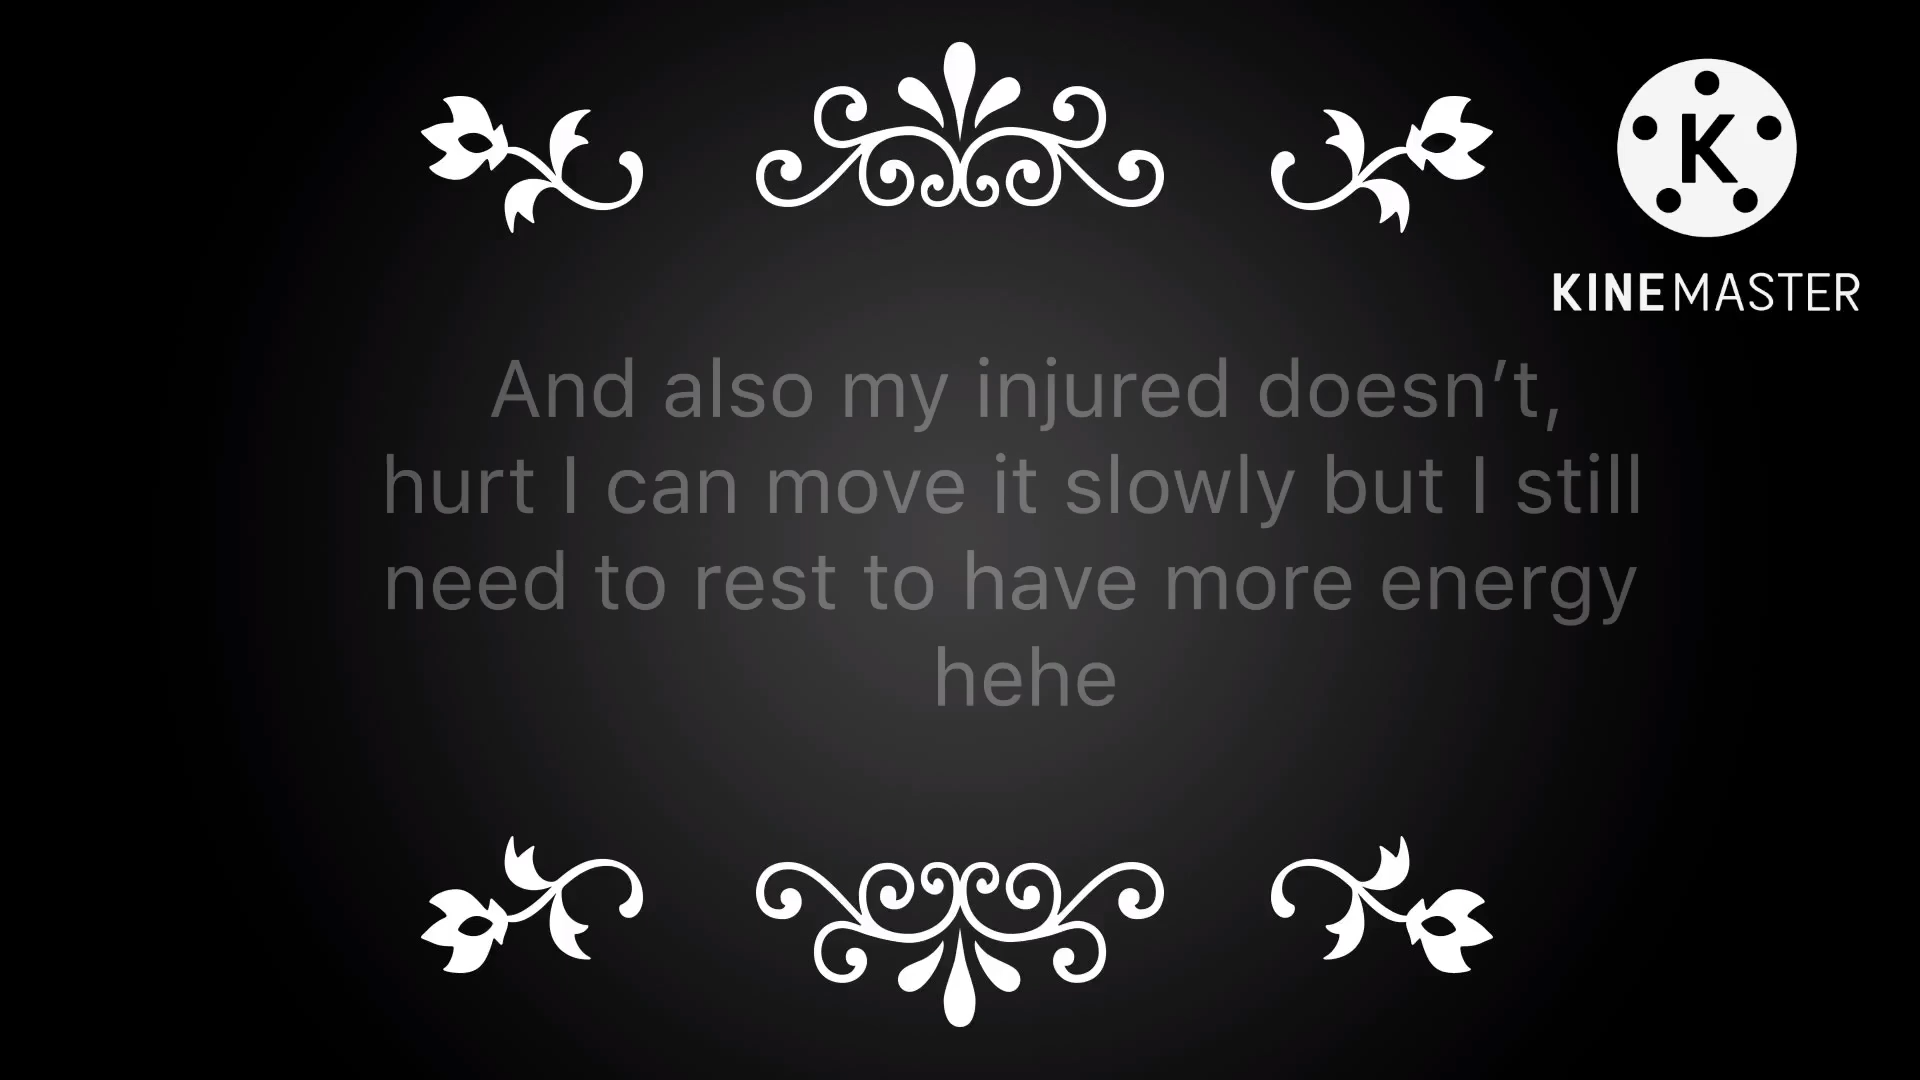 K
KINEMASTER
And also my injured doesn’t,
hurt I can move it slowly but I still
need to rest to have more energy
hehe